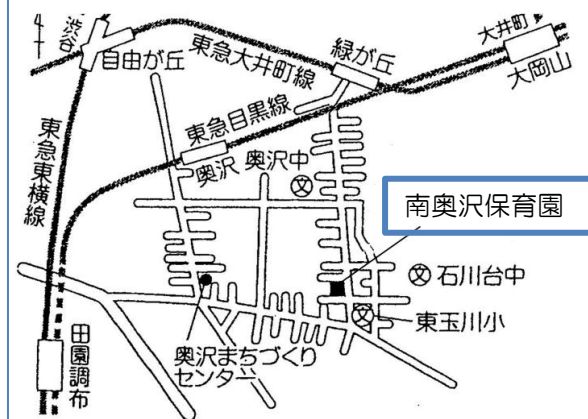 渋谷
自由が丘
東急大井町線
緑が丘
大井町
大岡山
東急目黒線
東急東横線
奥沢
奥沢中
文
南奥沢保育園
文 石川台中
文 東玉川小
奥沢まちづくり
センター
田園調布